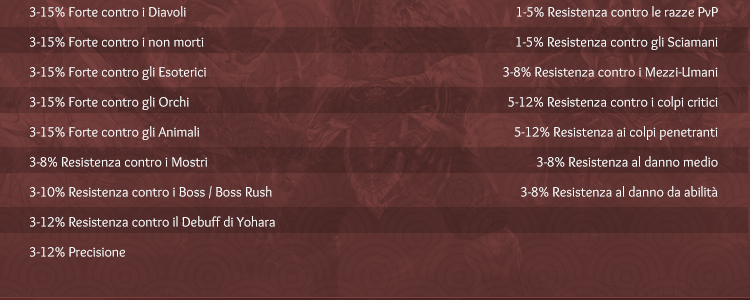 3-15% Forte contro i Diavoli
1-5% Resistenza contro le razze PvP
3-15% Forte contro i non morti
1-5% Resistenza contro gli Sciamani
3-15% Forte contro gli Esoterici
3-8% Resistenza contro i Mezzi-Umani
3-15% Forte contro gli Orchi
5-12% Resistenza contro i colpi critici
3-15% Forte contro gli Animali
5-12% Resistenza ai colpi penetranti
3-8% Resistenza contro i Mostri
3-8% Resistenza al danno medio
3-10% Resistenza contro i Boss / Boss Rush
3-8% Resistenza al danno da abilità
3-12% Resistenza contro il Debuff di Yohara
3-12% Precisione